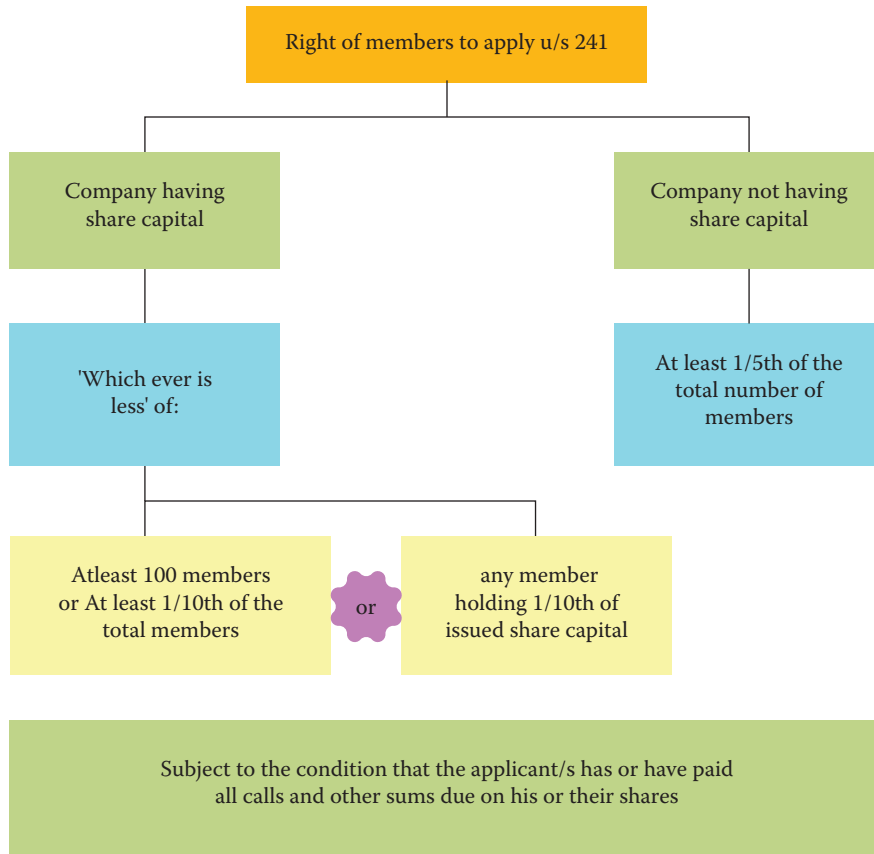 Right of members to apply u/s 241
Company having
share capital
Company not having
share capital
'Which ever is
less' of:
At least 1/5th of the
total number of
members
Atleast 100 members
or At least 1/10th of the
total members
or
any member
holding 1/10th of
issued share capital
Subject to the condition that the applicant/s has or have paid
all calls and other sums due on his or their shares